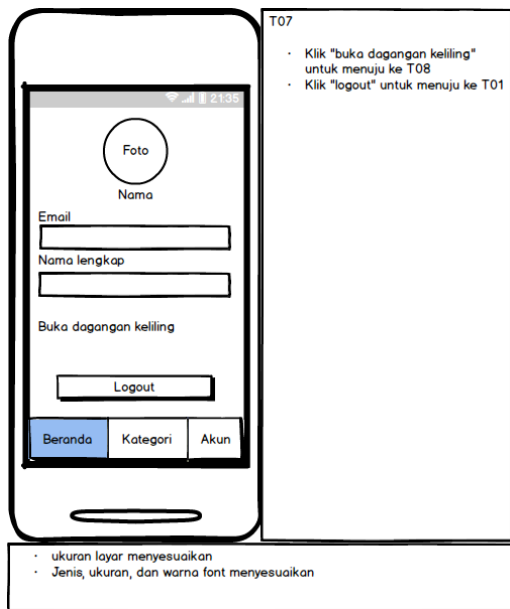 T07
· Klik "buka dagangan keliling"
untuk menuju ke T08
· Klik "logout" untuk menuju ke T01
21:35
Foto
Nama
Email
Nama lengkap
Buka dagangan keliling
Logout
Beranda Kategori Akun
· ukuran layar menyesuaikan
· Jenis, ukuran, dan warna font menyesuaikan